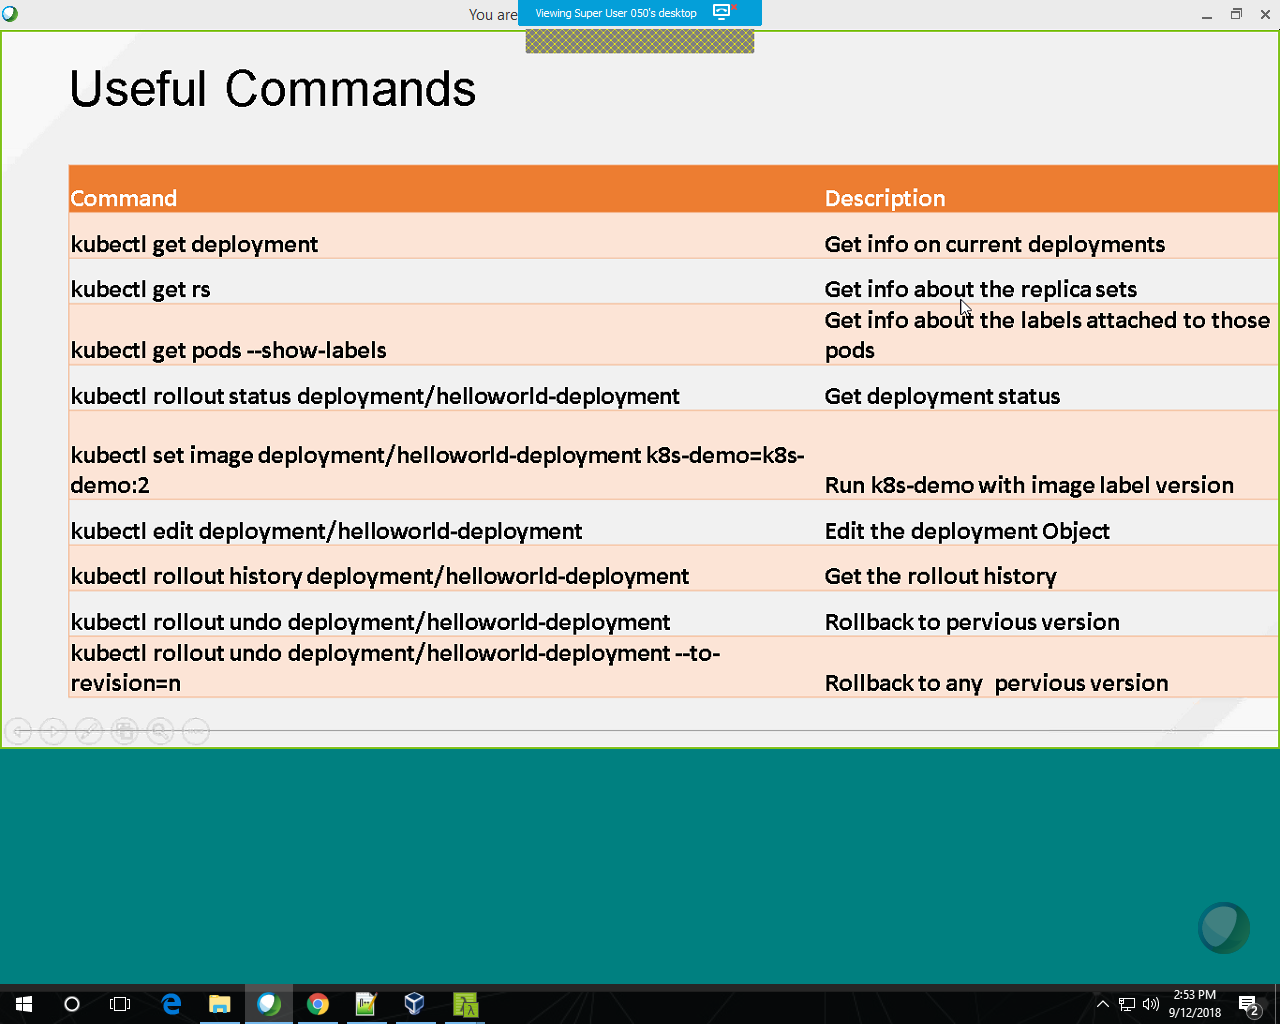 You are
Viewing Super User 050's desktop
Useful Commands
Command Description
kubectl get deployment Get info on current deployments
kubectl get rs Get info about the replica sets
Get info about the labels attached to those
kubectl get pods --show-labels pods
kubectl rollout status deployment/helloworld-deployment Get deployment status
kubectl set image deployment/helloworld-deployment k8s-demo=k8s-
demo:2 Run k8s-demo with image label version
kubectl edit deployment/helloworld-deployment Edit the deployment Object
kubectl rollout history deployment/helloworld-deployment Get the rollout history
kubectl rollout undo deployment/helloworld-deployment Rollback to pervious version
kubectl rollout undo deployment/helloworld-deployment --to-
revision=n Rollback to any pervious version
2:53 PM
9/12/2018
2